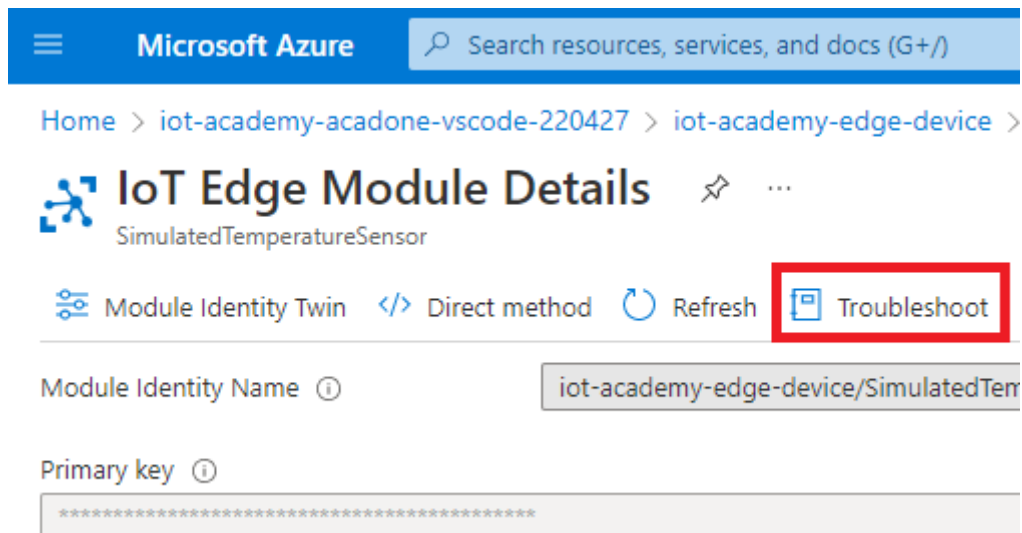 Microsoft Azure Search resources, services, and docs (G+/)
Home > iot-academy-acadone-vscode-220427 > iot-academy-edge-device >
IoT Edge Module Details ...
SimulatedTemperatureSensor
Module Identity Twin </> Direct method Refresh Troubleshoot
Module Identity Name iot-academy-edge-device/SimulatedTem
Primary key
********************************************